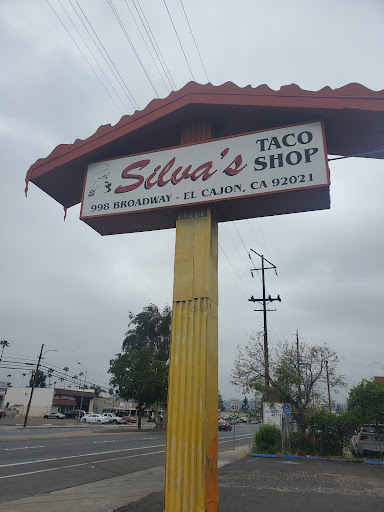 Silva's TACO SHOP
998 BROADWAY - EL CAJON, CA 92021